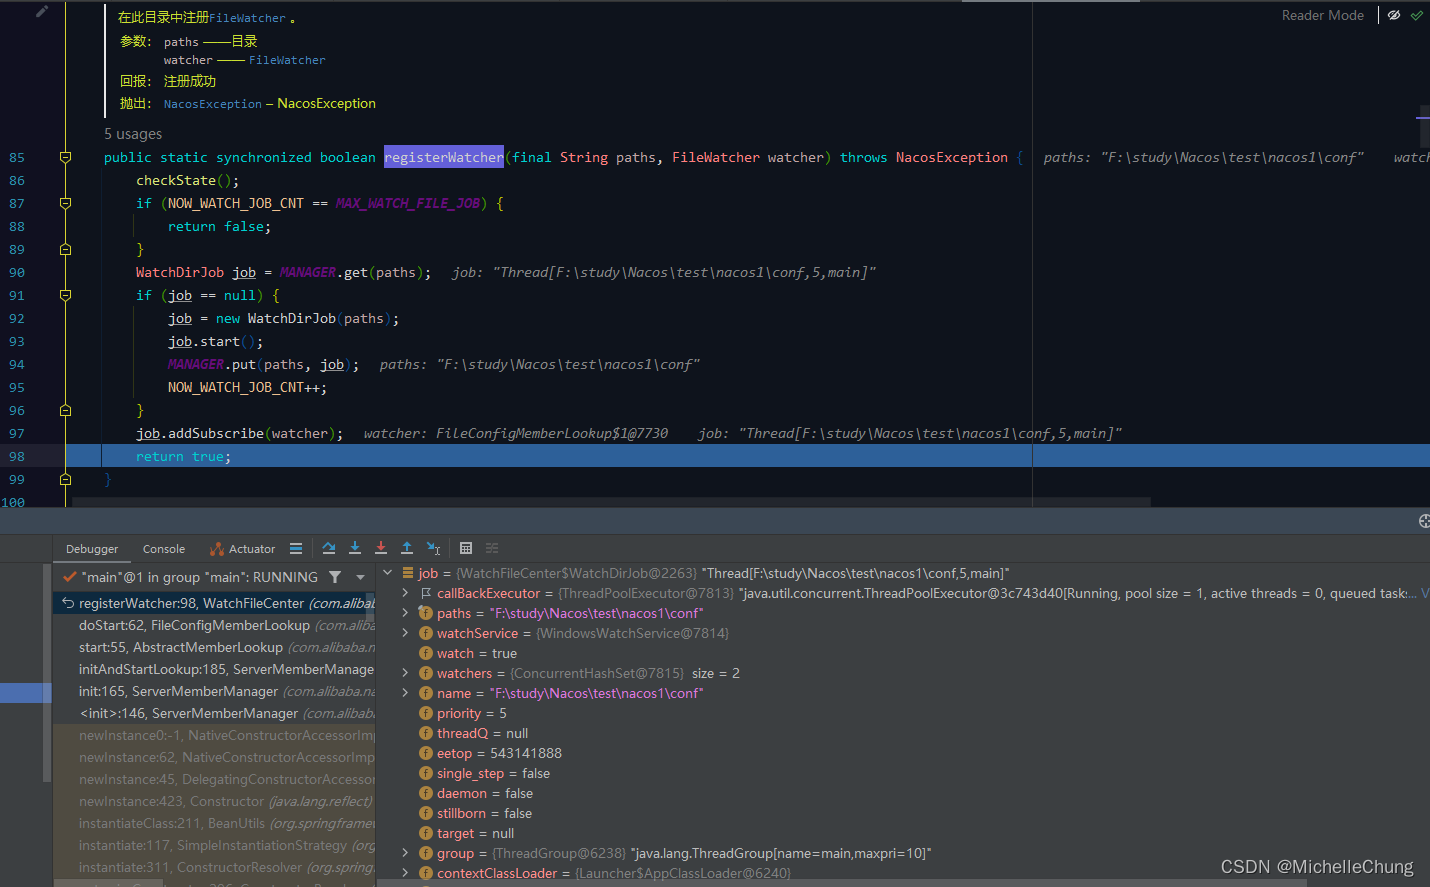 在此目录中注册FileWatcher 。
Reader Mode
参数: paths ——目录
watcher —— FileWatcher
回报: 注册成功
抛出: NacosException – NacosException
5 usages
85 public static synchronized boolean registerWatcher(final String paths, FileWatcher watcher) throws NacosException { paths: "F:\study\Nacos\test\nacos1\conf" watc
86 checkState();
87 if (NOW_WATCH_JOB_CNT == MAX_WATCH_FILE_JOB) {
88 return false;
89 }
90 WatchDirJob job = MANAGER.get(paths); job: "Thread[F:\study\Nacos\test\nacos1\conf,5,main]"
91 if (job == null) {
92 job = new WatchDirJob(paths);
93 job.start();
94 MANAGER.put(paths, job); paths: "F:\study\Nacos\test\nacos1\conf"
95 NOW_WATCH_JOB_CNT++;
96 }
97 job.addSubscribe(watcher); watcher: FileConfigMemberLookup$1@7730 job: "Thread[F:\study\Nacos\test\nacos1\conf,5,main]"
98 return true;
99 }
100
Debugger Console Actuator
"main"@1 in group "main": RUNNING
registerWatcher:98, WatchFileCenter (com.alibab
doStart:62, FileConfigMemberLookup (com.aliba
start:55, AbstractMemberLookup (com.alibaba.n
initAndStartLookup:185, ServerMemberManage
init:165, ServerMemberManager (com.alibaba.na
<init>:146, ServerMemberManager (com.alibaba
newInstance0:-1, NativeConstructorAccessorImp
newInstance:62, NativeConstructorAccessorImp
newInstance:45, DelegatingConstructorAccessor
newInstance:423, Constructor (java.lang.reflect)
instantiateClass:211, BeanUtils (org.springframew
instantiate:117, SimpleInstantiationStrategy (org
instantiate:311, ConstructorResolver (org.spring
job = {WatchFileCenter$WatchDirJob@2263} "Thread[F:\study\Nacos\test\nacos1\conf,5,main]"
callBackExecutor = {ThreadPoolExecutor@7813} "java.util.concurrent.ThreadPoolExecutor@3c743d40[Running, pool size = 1, active threads = 0, queued task:... V
paths = "F:\study\Nacos\test\nacos1\conf"
watchService = {WindowsWatchService@7814}
watch = true
watchers = {ConcurrentHashSet@7815} size = 2
name = "F:\study\Nacos\test\nacos1\conf"
priority = 5
threadQ = null
eetop = 543141888
single_step = false
daemon = false
stillborn = false
target = null
group = {ThreadGroup@6238} "java.lang.ThreadGroup[name=main,maxpri=10]"
contextClassLoader = {Launcher$AppClassLoader@6240}
CSDN @MichelleChung